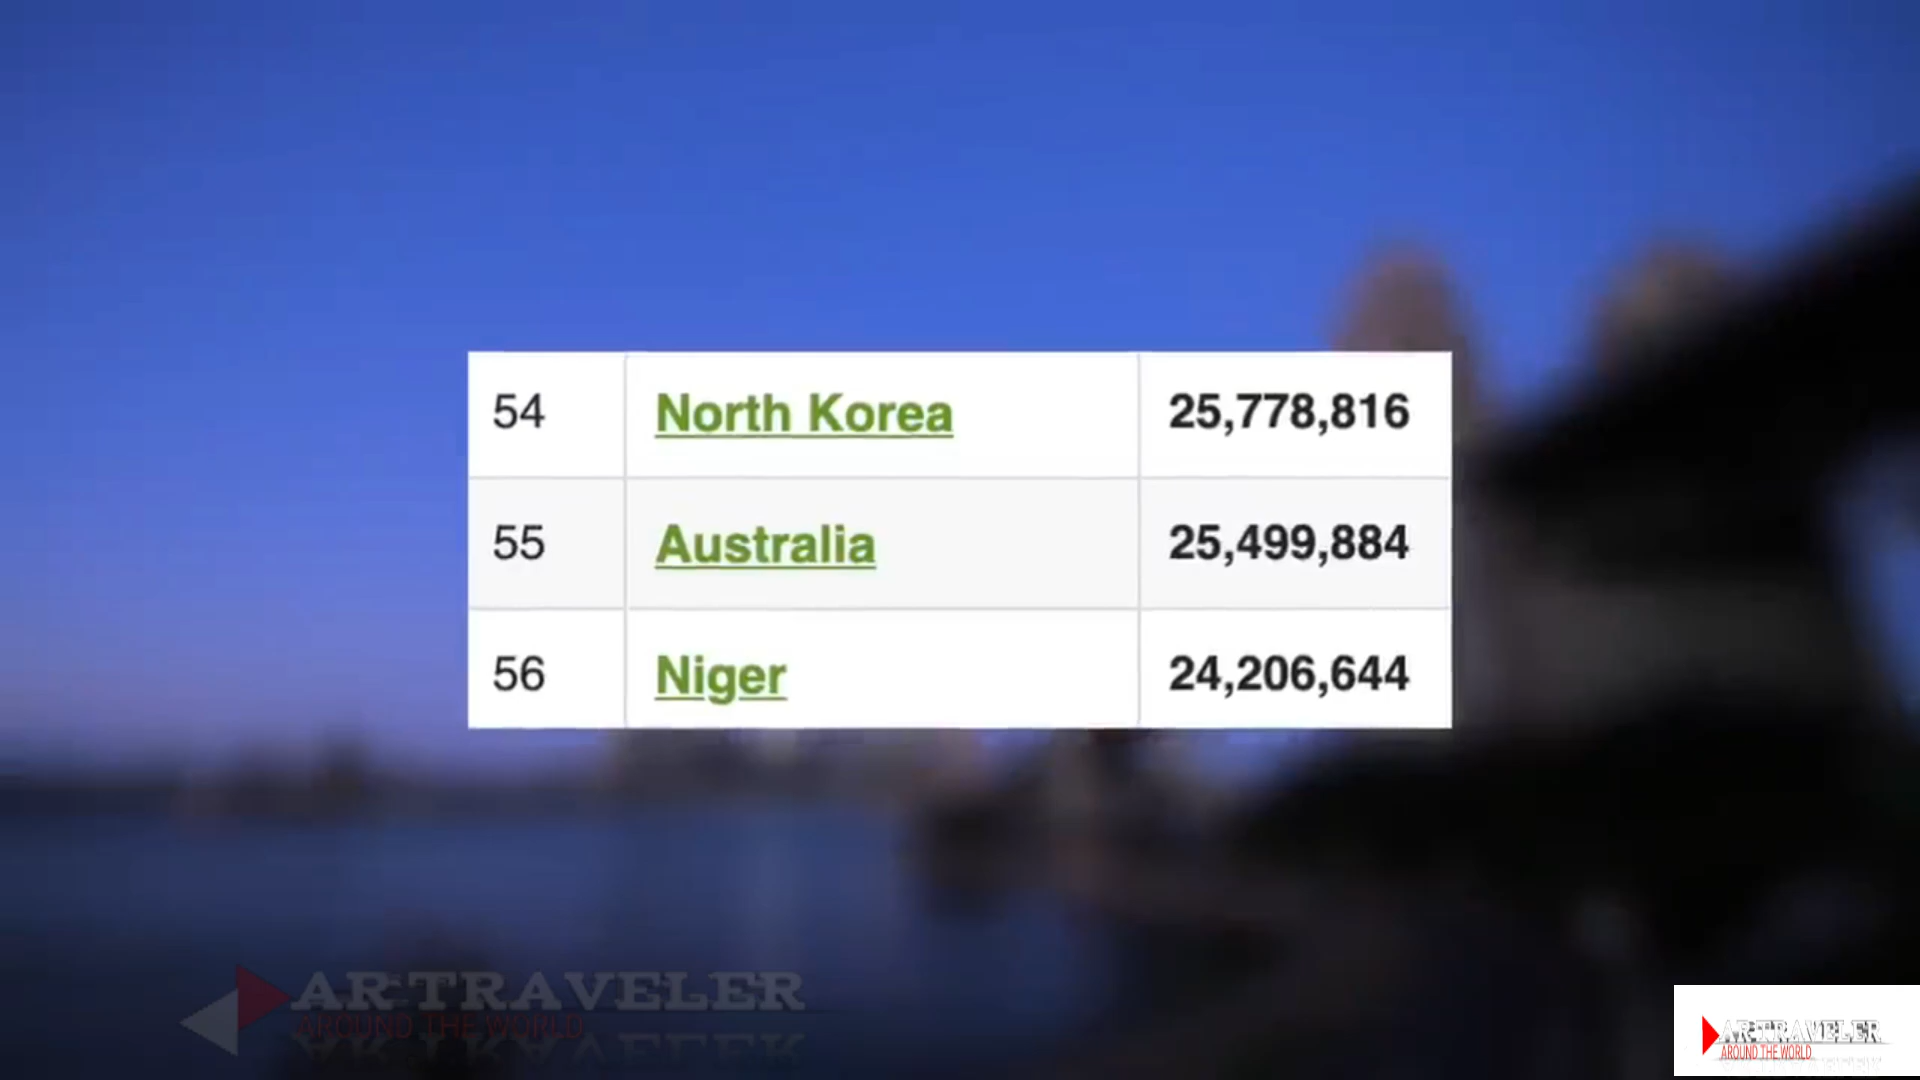 54 North Korea 25,778,816
55 Australia 25,499,884
56 Niger 24,206,644
ARTRAVELER
AROUND THE WORLD
ARTRAVELER
AROUND THE WORLD